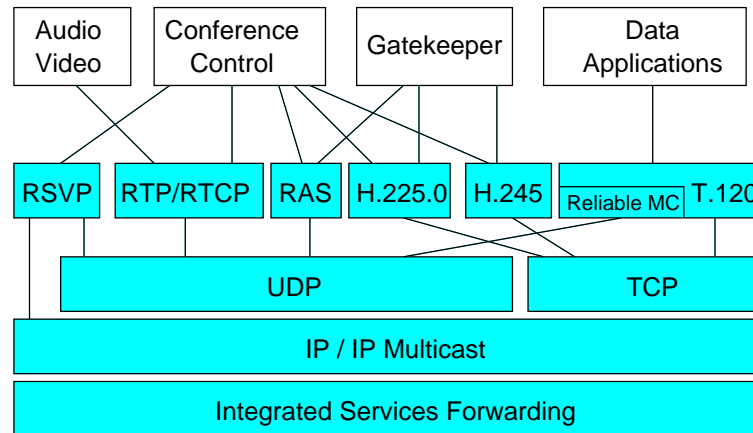 Audio
Video
Conference
Control
Gatekeeper
Data
Applications
RSVP
RTP/RTCP
RAS
H.225.0
H.245
Reliable MC
T.120
UDP
TCP
IP / IP Multicast
Integrated Services Forwarding